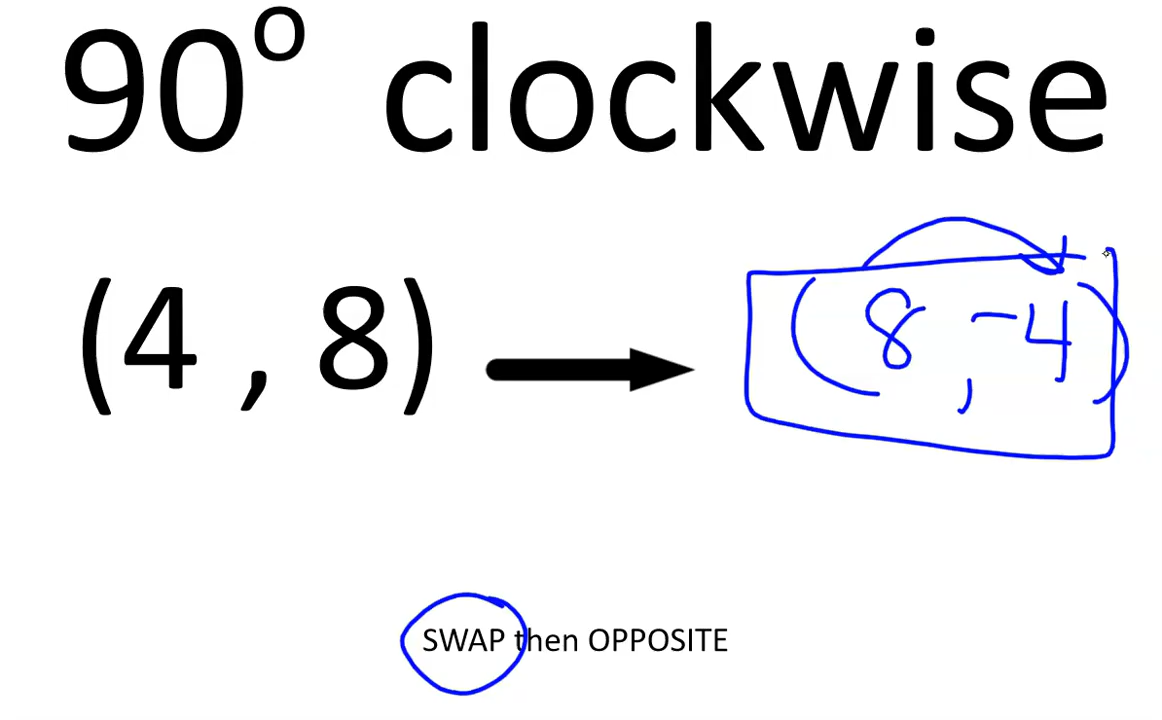 90° clockwise
(4 , 8) (8 , -4)
SWAP then OPPOSITE